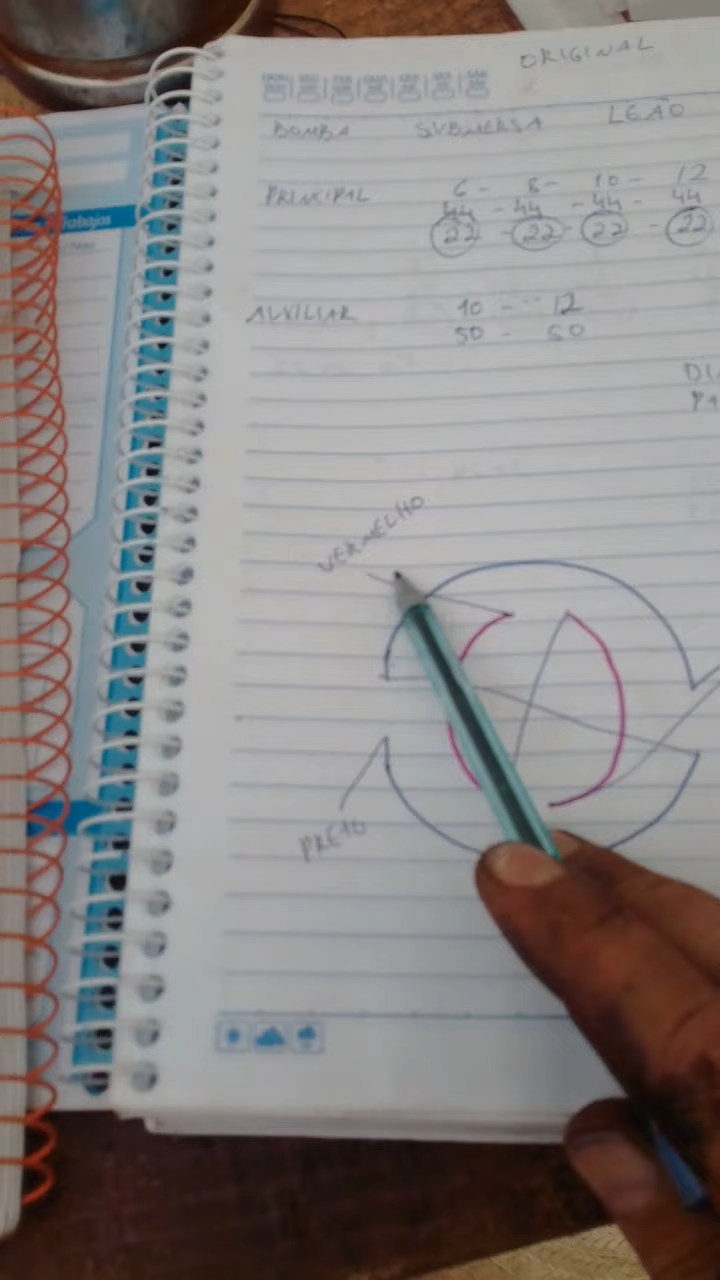 ORIGINAL
BOMBA SUBMERSA LEÃO
PRINCIPAL 6 - 8 - 10 - 12
44 - 44 - 44 - 44
22 - 22 - 22 - 22
AUXILIAR 10 - 12
50 - 50
VERMELHO
PRETO